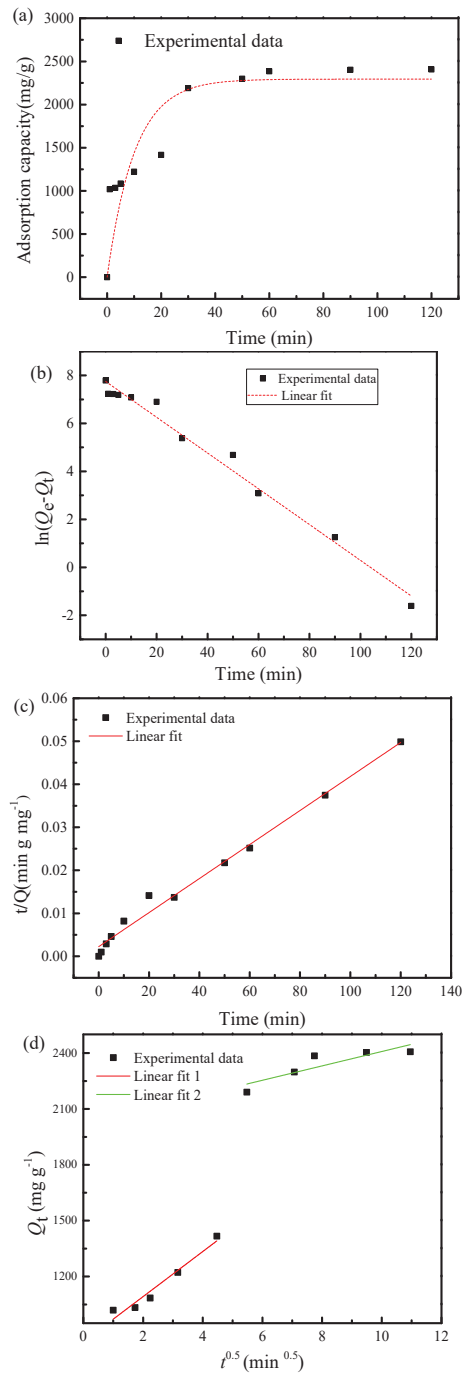 (a)
3000
2500
2000
1500
1000
500
0
Adsorption capacity(mg/g)
Experimental data
0 20 40 60 80 100 120
Time (min)
(b)
8
6
4
2
0
-2
ln(Qe-Qt)
Experimental data
Linear fit
0 20 40 60 80 100 120
Time (min)
(c)
0.06
0.05
0.04
0.03
0.02
0.01
0.00
t/Q(min g mg-1)
Experimental data
Linear fit
0 20 40 60 80 100 120 140
Time (min)
(d)
2400
2100
1800
1500
1200
Qt (mg g-1)
Experimental data
Linear fit 1
Linear fit 2
0 2 4 6 8 10 12
t0.5 (min 0.5)